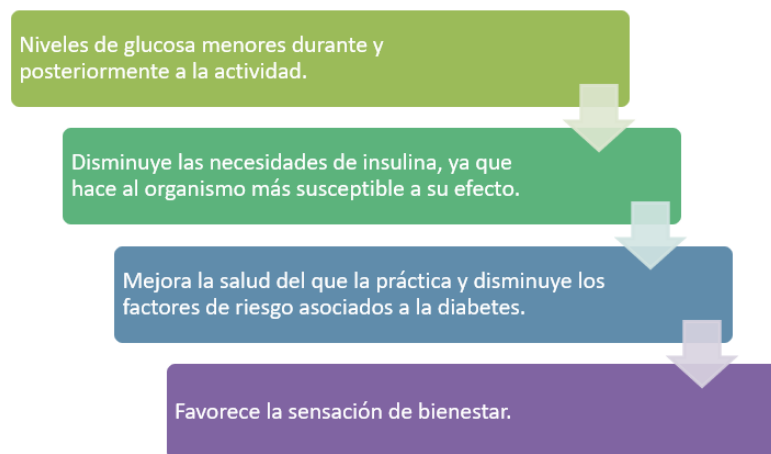 Niveles de glucosa menores durante y
posteriormente a la actividad.
Disminuye las necesidades de insulina, ya que
hace al organismo más susceptible a su efecto.
Mejora la salud del que la práctica y disminuye los
factores de riesgo asociados a la diabetes.
Favorece la sensación de bienestar.